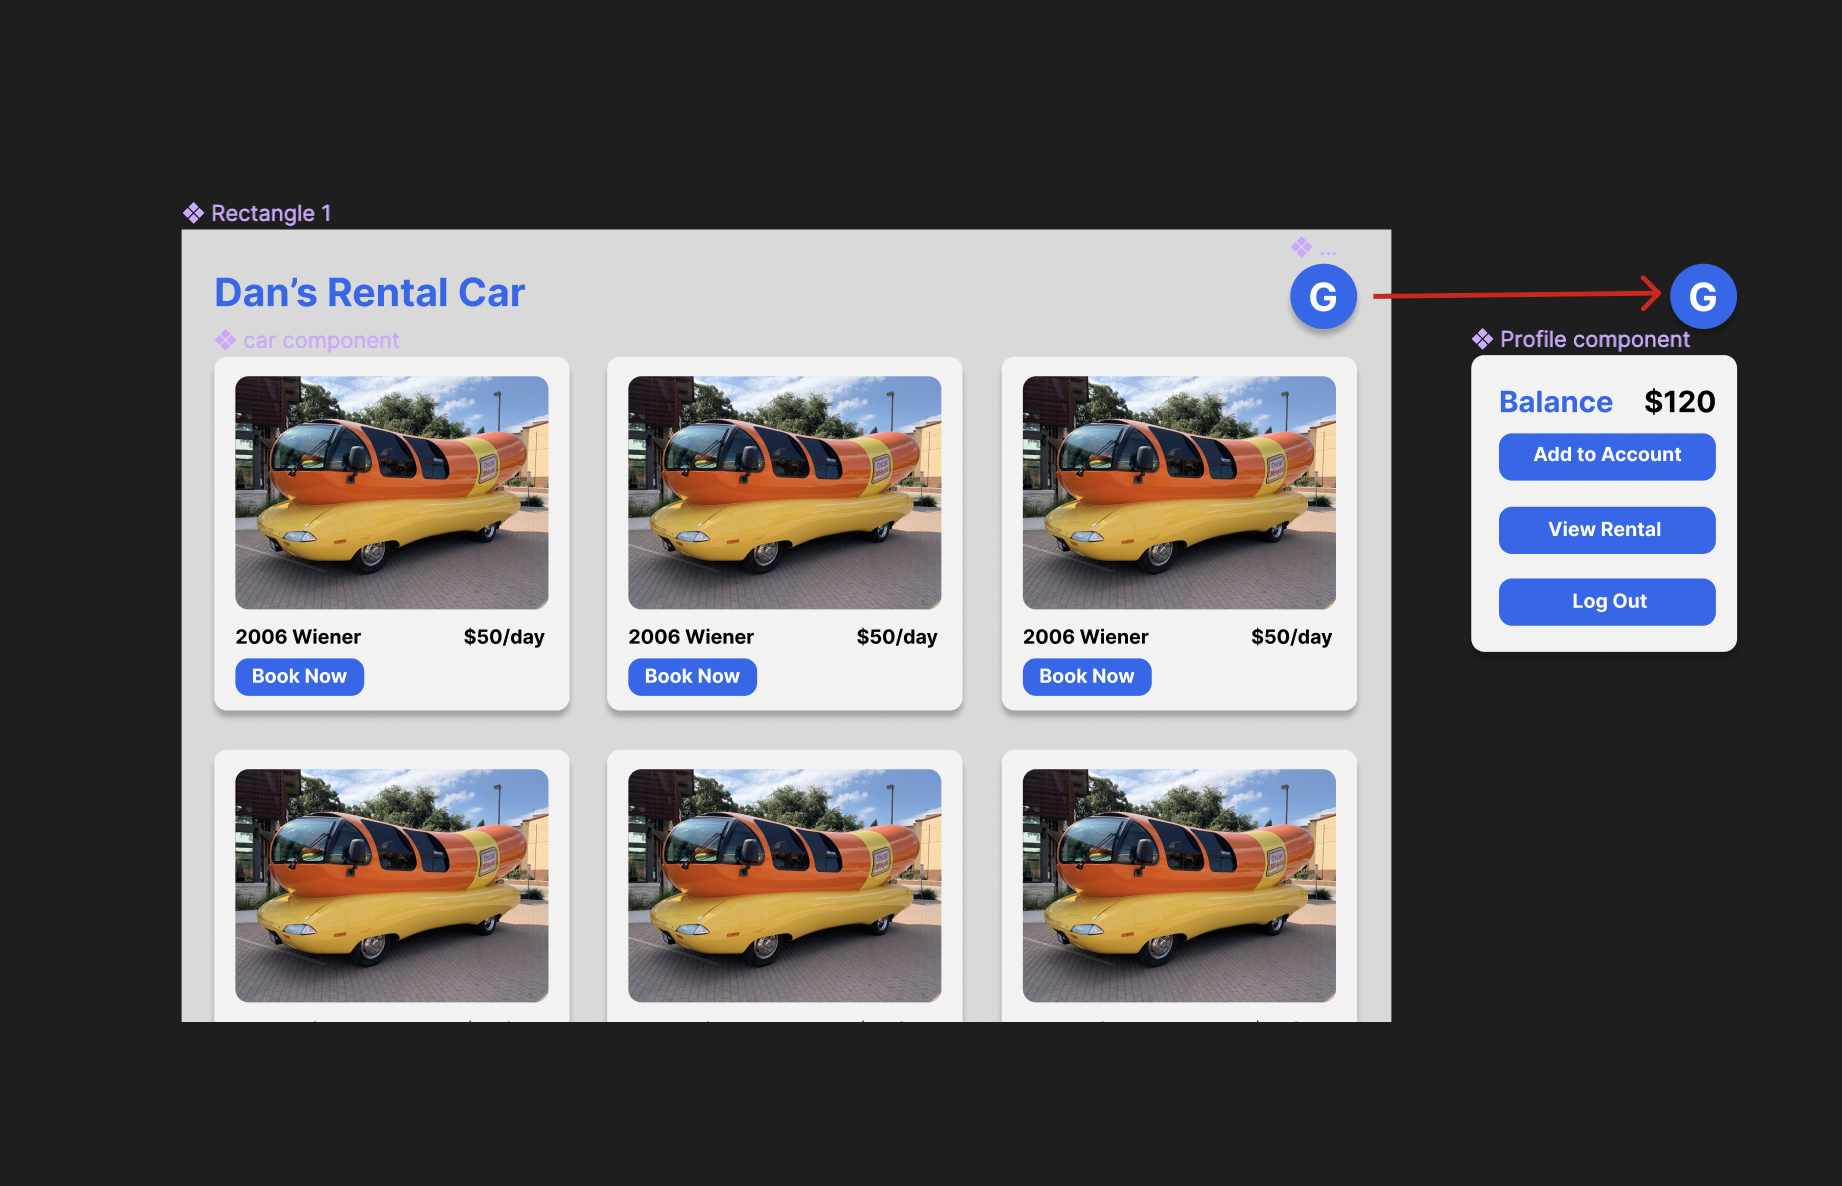 Rectangle 1
...
Dan’s Rental Car
G
G
car component
Profile component
Balance $120
Add to Account
View Rental
Log Out
2006 Wiener $50/day
Book Now
2006 Wiener $50/day
Book Now
2006 Wiener $50/day
Book Now